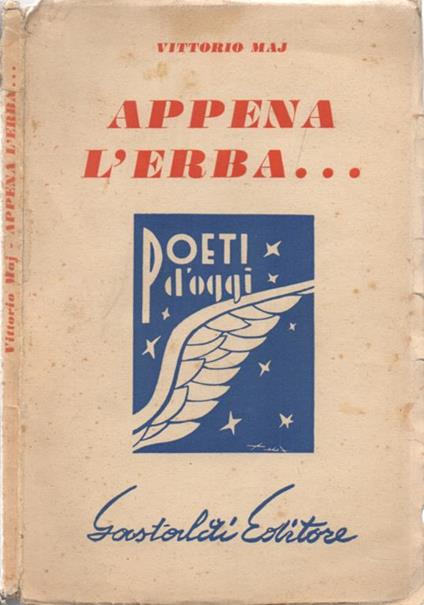 VITTORIO MAJ
APPENA
L'ERBA...
POETI
d'oggi
Gastaldi Editore
Vittorio Maj - APPENA L'ERBA...